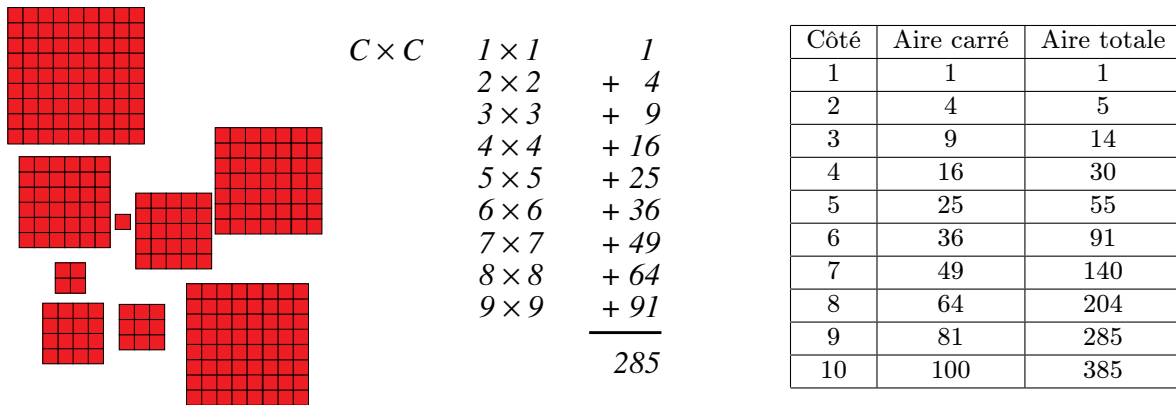 C × C 1 × 1 1
2 × 2 + 4
3 × 3 + 9
4 × 4 + 16
5 × 5 + 25
6 × 6 + 36
7 × 7 + 49
8 × 8 + 64
9 × 9 + 91
285
Côté Aire carré Aire totale
1 1 1
2 4 5
3 9 14
4 16 30
5 25 55
6 36 91
7 49 140
8 64 204
9 81 285
10 100 385